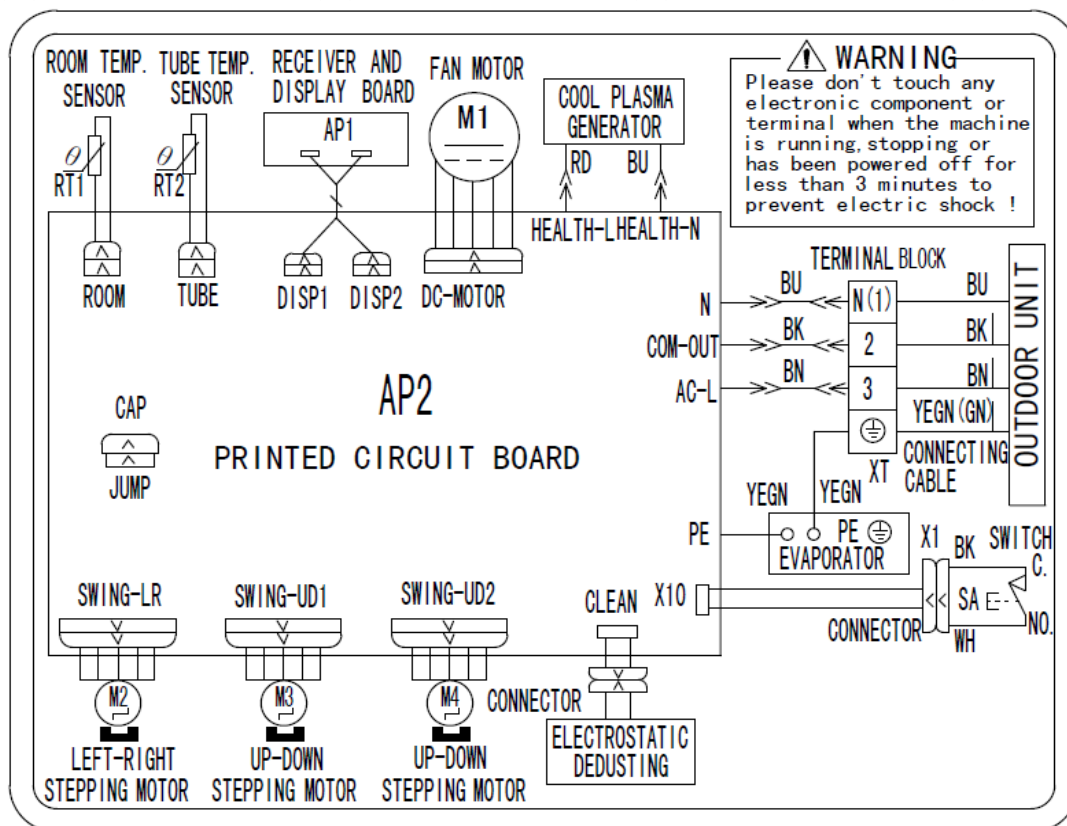 ROOM TEMP.
SENSOR
TUBE TEMP.
SENSOR
RECEIVER AND
DISPLAY BOARD
AP1
FAN MOTOR
M1
COOL PLASMA
GENERATOR
RD
BU
WARNING
Please don't touch any
electronic component or
terminal when the machine
is running, stopping or
has been powered off for
less than 3 minutes to
prevent electric shock !
θ
RT1
θ
RT2
ROOM
TUBE
DISP1
DISP2
DC-MOTOR
HEALTH-L
HEALTH-N
TERMINAL BLOCK
N
BU
N(1)
BU
COM-OUT
BK
2
BK
AC-L
BN
3
BN
YEGN(GN)
OUTDOOR UNIT
XT
CONNECTING
CABLE
CAP
JUMP
AP2
PRINTED CIRCUIT BOARD
YEGN
YEGN
PE
PE
EVAPORATOR
X1
BK
SWITCH
C.
SA
NO.
WH
CONNECTOR
SWING-LR
SWING-UD1
SWING-UD2
CLEAN
X10
M2
M3
M4
CONNECTOR
LEFT-RIGHT
STEPPING MOTOR
UP-DOWN
STEPPING MOTOR
UP-DOWN
STEPPING MOTOR
ELECTROSTATIC
DEDUSTING